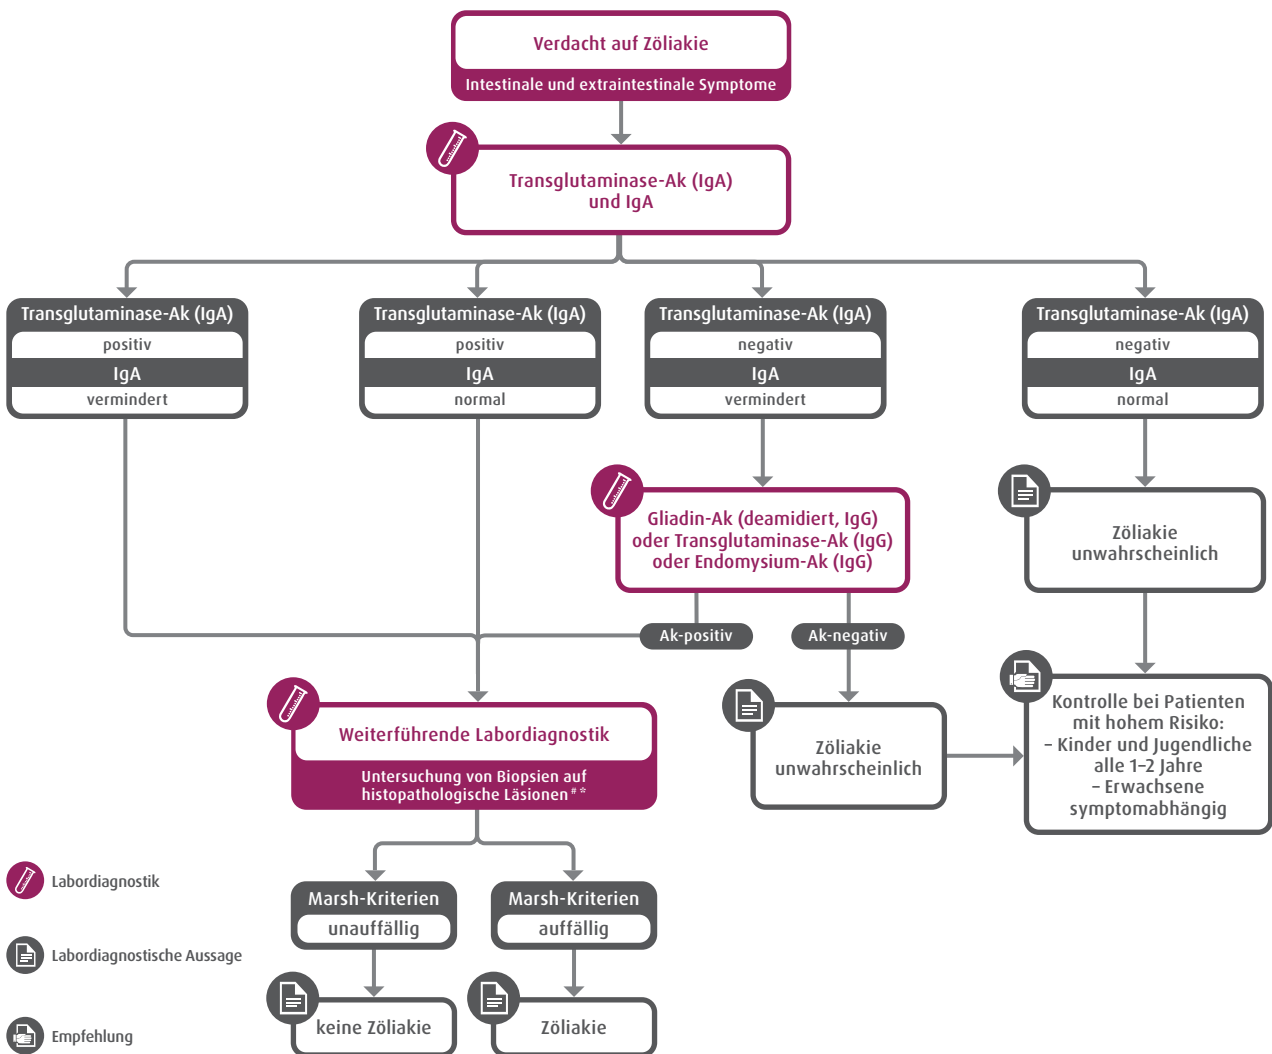 Verdacht auf Zöliakie
Intestinale und extraintestinale Symptome
Transglutaminase-Ak (IgA)
und IgA
Transglutaminase-Ak (IgA)
positiv
IgA
vermindert
Transglutaminase-Ak (IgA)
positiv
IgA
normal
Transglutaminase-Ak (IgA)
negativ
IgA
vermindert
Transglutaminase-Ak (IgA)
negativ
IgA
normal
Gliadin-Ak (deamidiert, IgG)
oder Transglutaminase-Ak (IgG)
oder Endomysium-Ak (IgG)
Zöliakie
unwahrscheinlich
Ak-positiv
Ak-negativ
Weiterführende Labordiagnostik
Untersuchung von Biopsien auf
histopathologische Läsionen # *
Zöliakie
unwahrscheinlich
Kontrolle bei Patienten
mit hohem Risiko:
– Kinder und Jugendliche
alle 1–2 Jahre
– Erwachsene
symptomabhängig
Marsh-Kriterien
unauffällig
Marsh-Kriterien
auffällig
keine Zöliakie
Zöliakie
Labordiagnostik
Labordiagnostische Aussage
Empfehlung